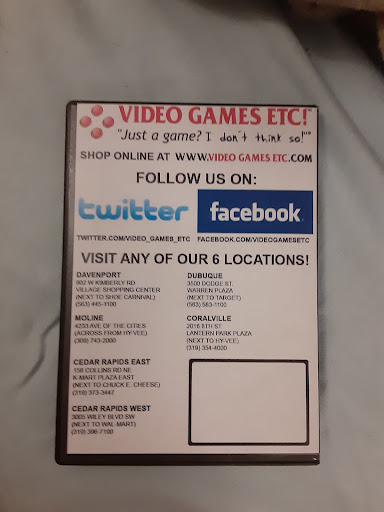 VIDEO GAMES ETC!
"Just a game? I don't think so!"
SHOP ONLINE AT WWW.VIDEO GAMES ETC.COM
FOLLOW US ON:
twitter facebook
TWITTER.COM/VIDEO_GAMES_ETC FACEBOOK.COM/VIDEOGAMESETC
VISIT ANY OF OUR 6 LOCATIONS!
DAVENPORT
902 W KIMBERLY RD
VILLAGE SHOPPING CENTER
(NEXT TO SHOE CARNIVAL)
(563) 445-1100
DUBUQUE
3500 DODGE ST.
WARREN PLAZA
(NEXT TO TARGET)
(563) 583-1100
MOLINE
4233 AVE OF THE CITIES
(ACROSS FROM HY-VEE)
(309) 743-2000
CORALVILLE
2016 8TH ST
LANTERN PARK PLAZA
(NEXT TO HY-VEE)
(319) 354-4000
CEDAR RAPIDS EAST
156 COLLINS RD NE
K-MART PLAZA EAST
(NEXT TO CHUCK E. CHEESE)
(319) 373-3447
CEDAR RAPIDS WEST
3005 WILEY BLVD SW
(NEXT TO WAL-MART)
(319) 396-7100